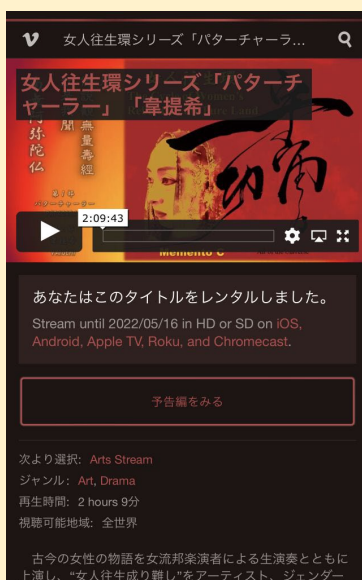 女人往生環シリーズ「パターチャーラ...
女人往生環シリーズ「パターチ
ャーラー」「韋提希」
無量壽經
阿弥陀仏
聞
第1部
2:09:43
Memento C
あなたはこのタイトルをレンタルしました。
Stream until 2022/05/16 in HD or SD on iOS,
Android, Apple TV, Roku, and Chromecast.
予告編をみる
次より選択: Arts Stream
ジャンル: Art, Drama
再生時間: 2 hours 9分
視聴可能地域: 全世界
古今の女性の物語を女流邦楽演者による生演奏とともに
上演し、“女人往生成り難し”をアーティスト、ジェンダー